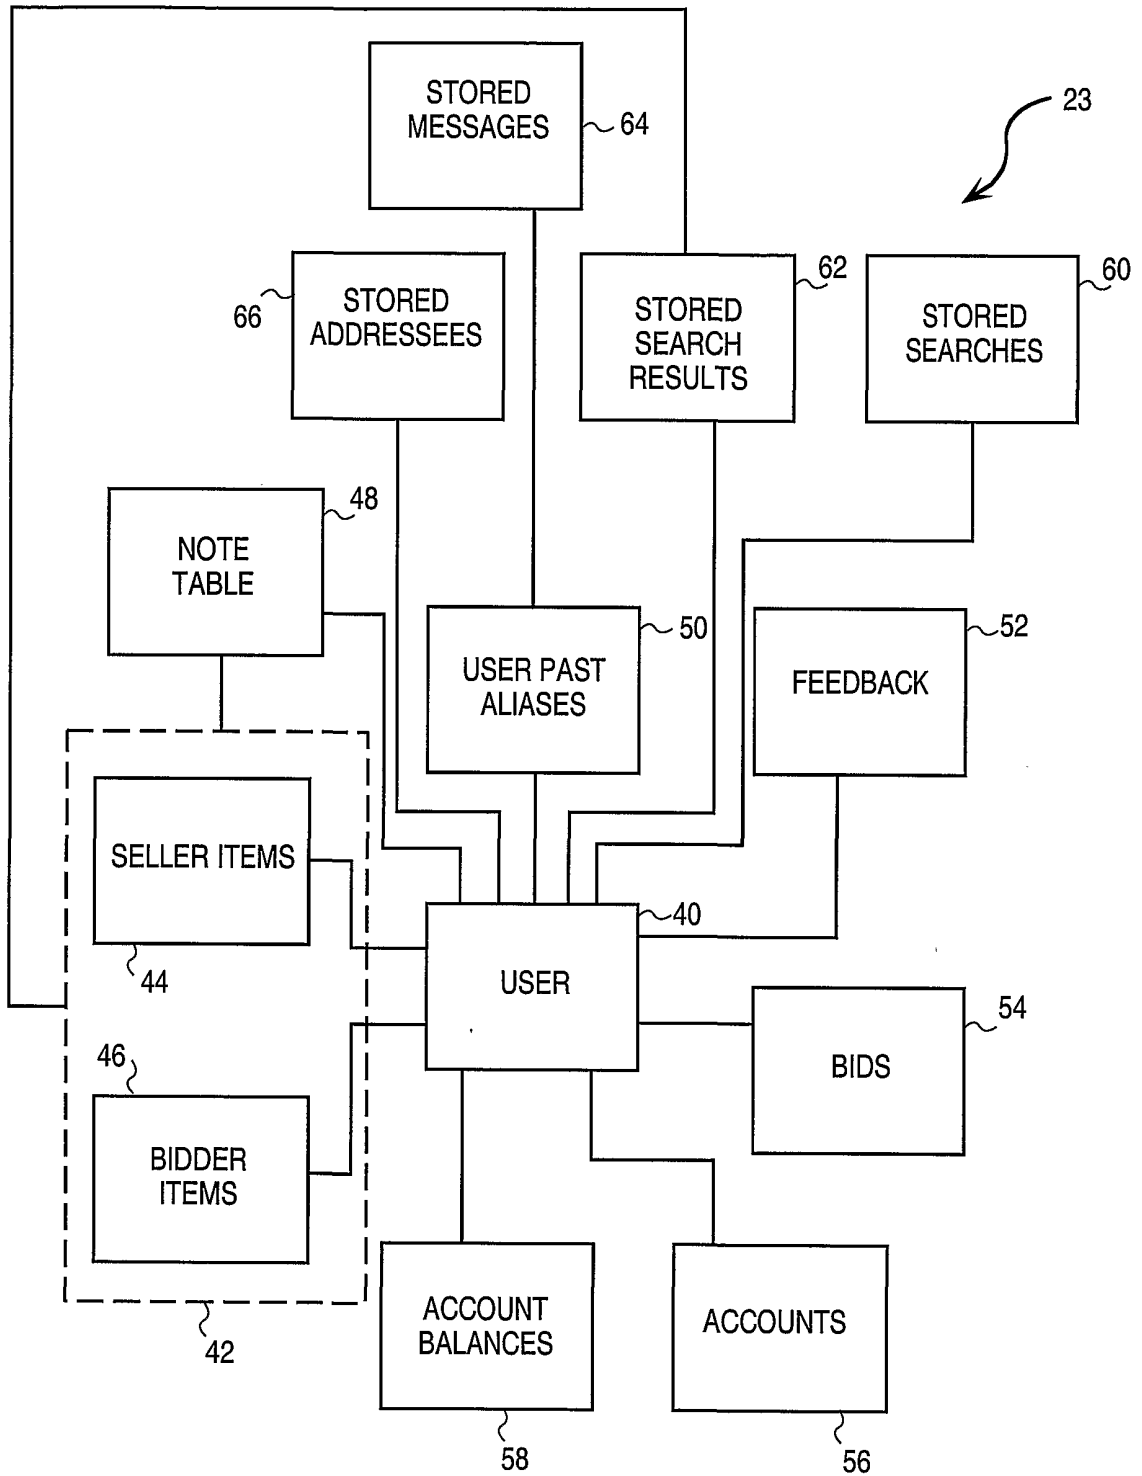 STORED
MESSAGES
64
23
66
STORED
ADDRESSEES
62
STORED
SEARCH
RESULTS
60
STORED
SEARCHES
48
NOTE
TABLE
50
USER PAST
ALIASES
52
FEEDBACK
SELLER ITEMS
44
40
USER
54
BIDS
46
BIDDER
ITEMS
42
ACCOUNT
BALANCES
58
ACCOUNTS
56